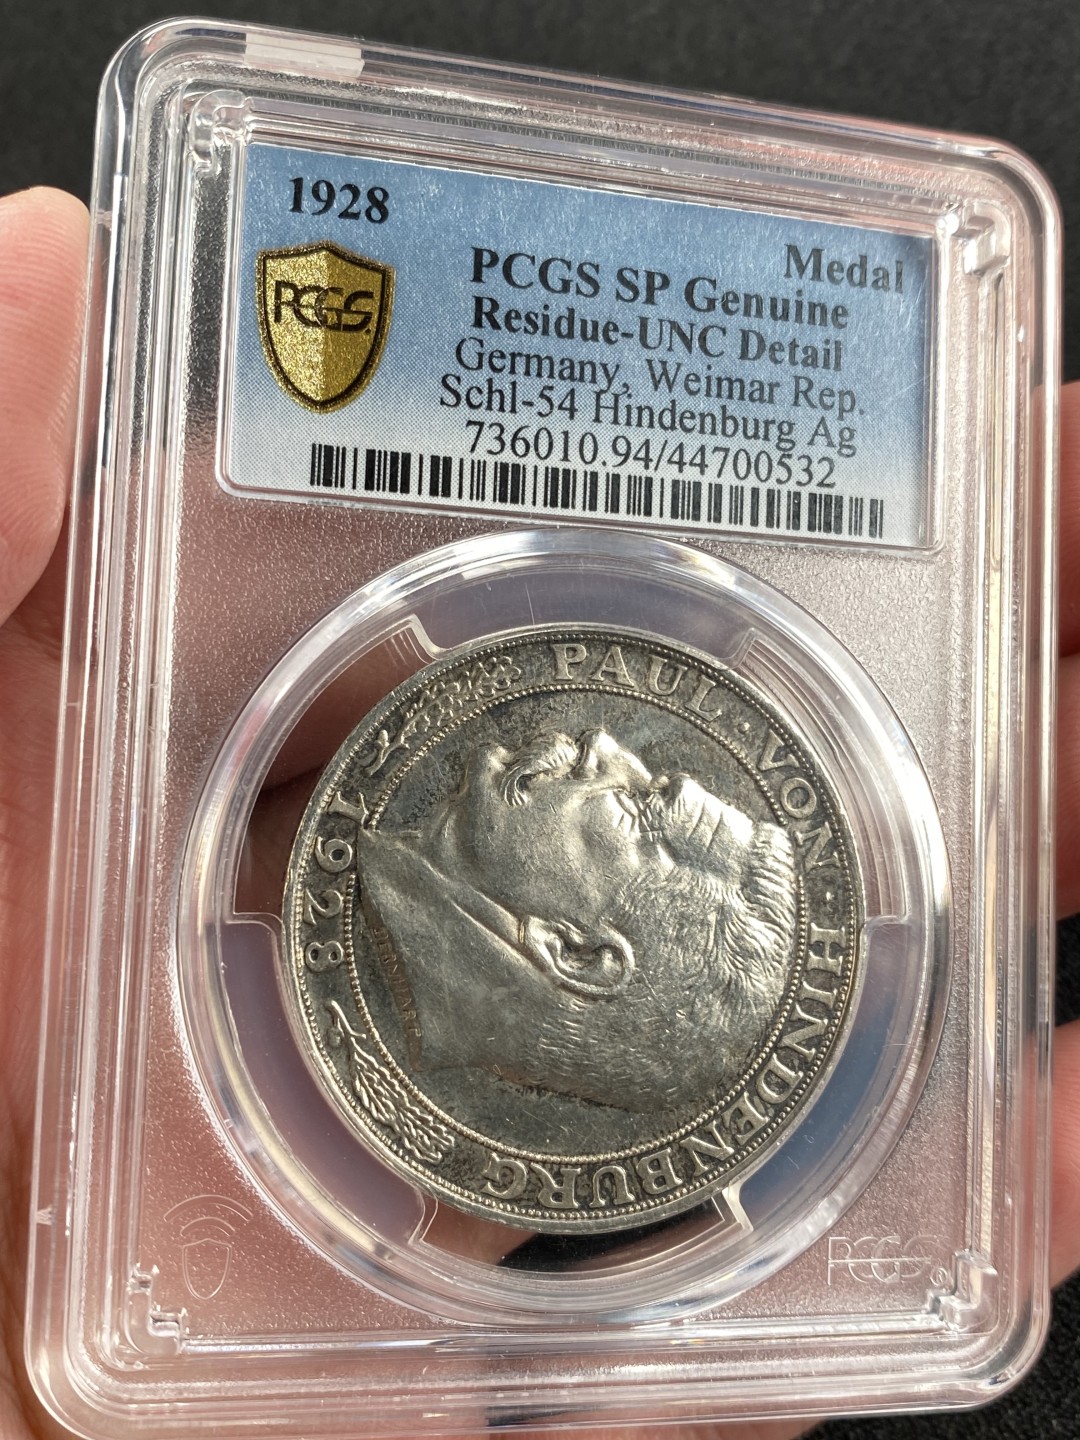 1928
Medal
PCGS SP Genuine
Residue-UNC Detail
Germany, Weimar Rep.
Schl-54 Hindenburg Ag
736010.94/44700532
PCGS
PAUL · VON · HINDENBURG
1928
PCGS